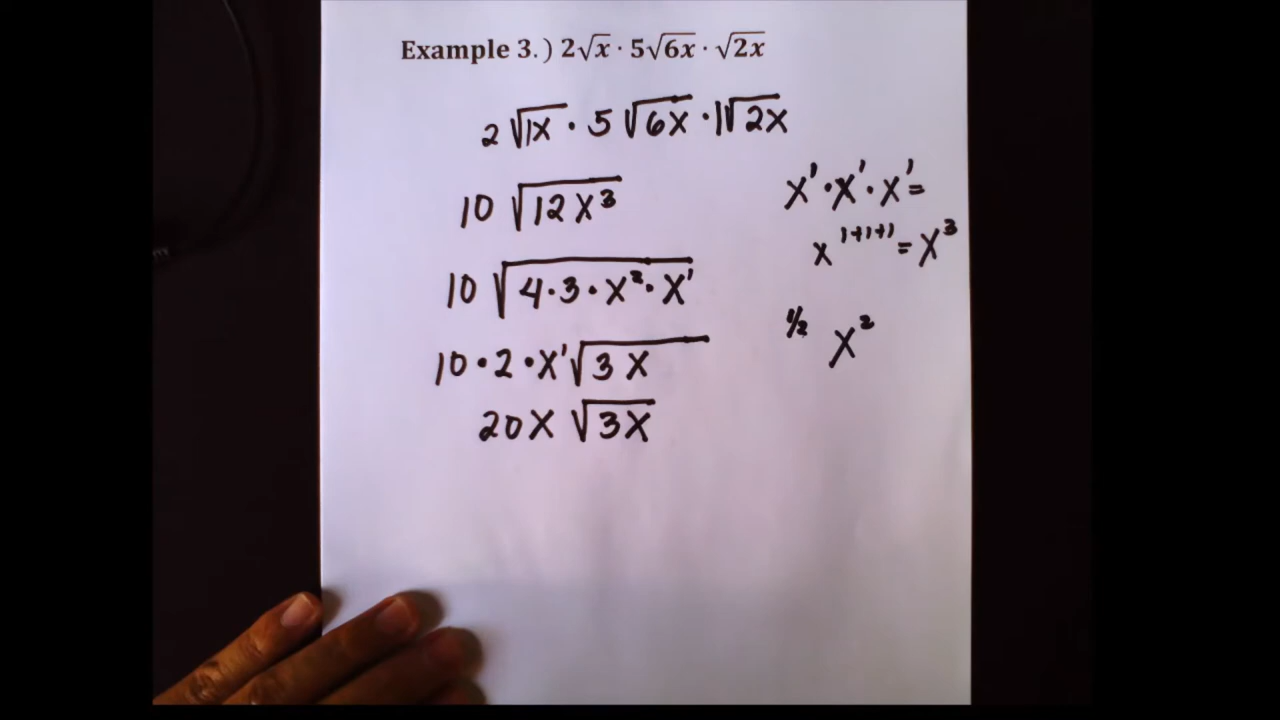 Example 3.) 2√x · 5√6x · √2x
2 √1x · 5 √6x · 1√2x
10 √12x³
x¹ · x¹ · x¹ =
x¹⁺¹⁺¹ = x³
10 √4 · 3 · x² · x¹
1/2 x²
10 · 2 · x¹ √3x
20x √3x